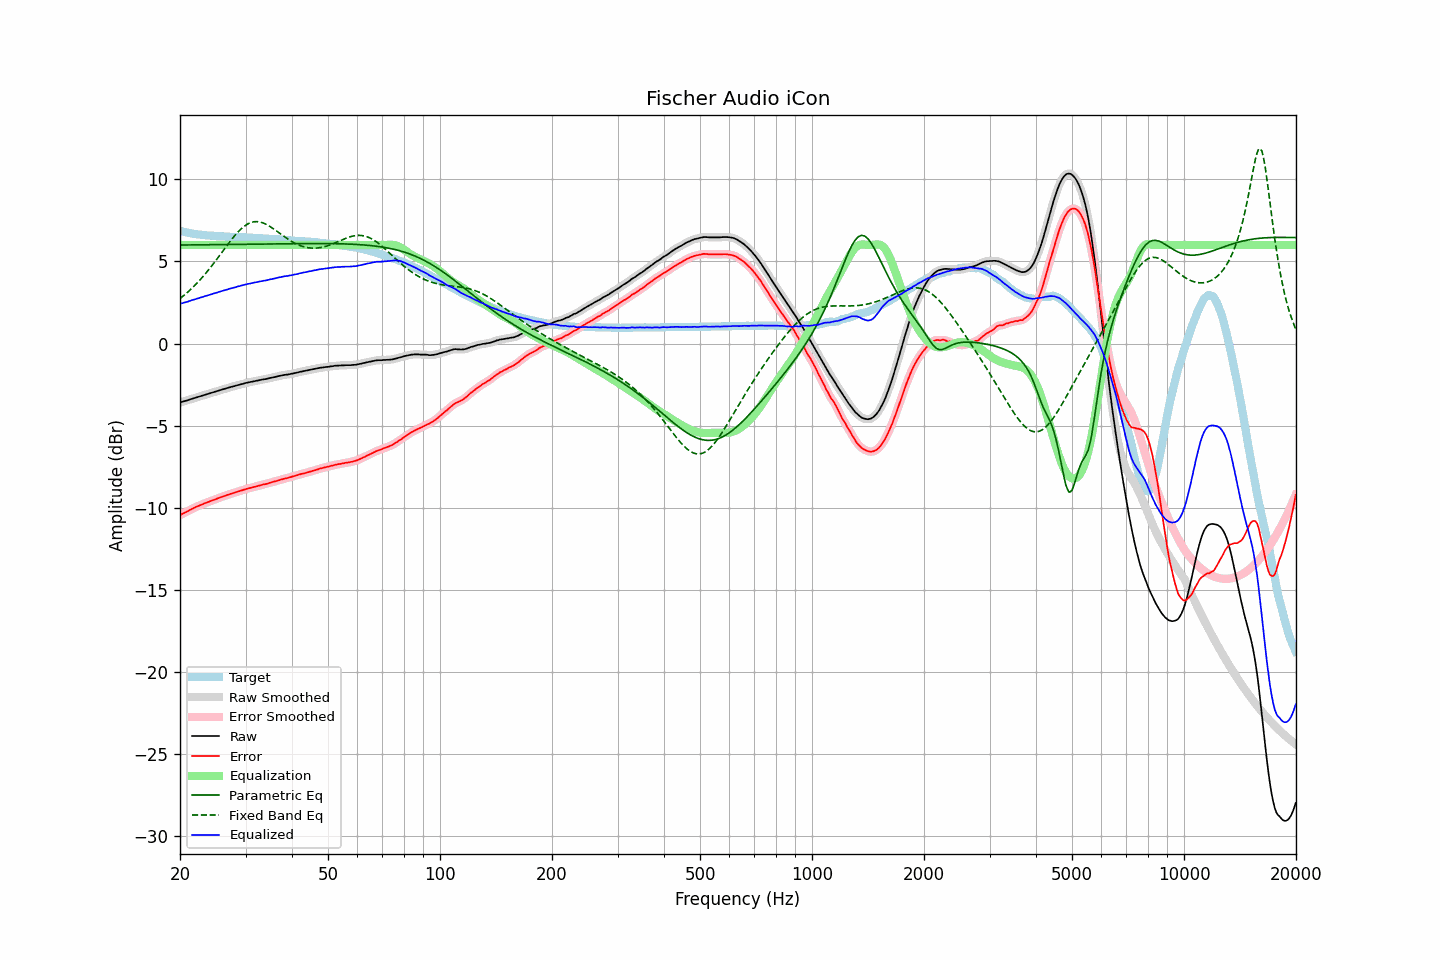 Fischer Audio iCon
10
5
0
−5
−10
−15
−20
−25
−30
Amplitude (dBr)
Target
Raw Smoothed
Error Smoothed
Raw
Error
Equalization
Parametric Eq
Fixed Band Eq
Equalized
20 50 100 200 500 1000 2000 5000 10000 20000
Frequency (Hz)